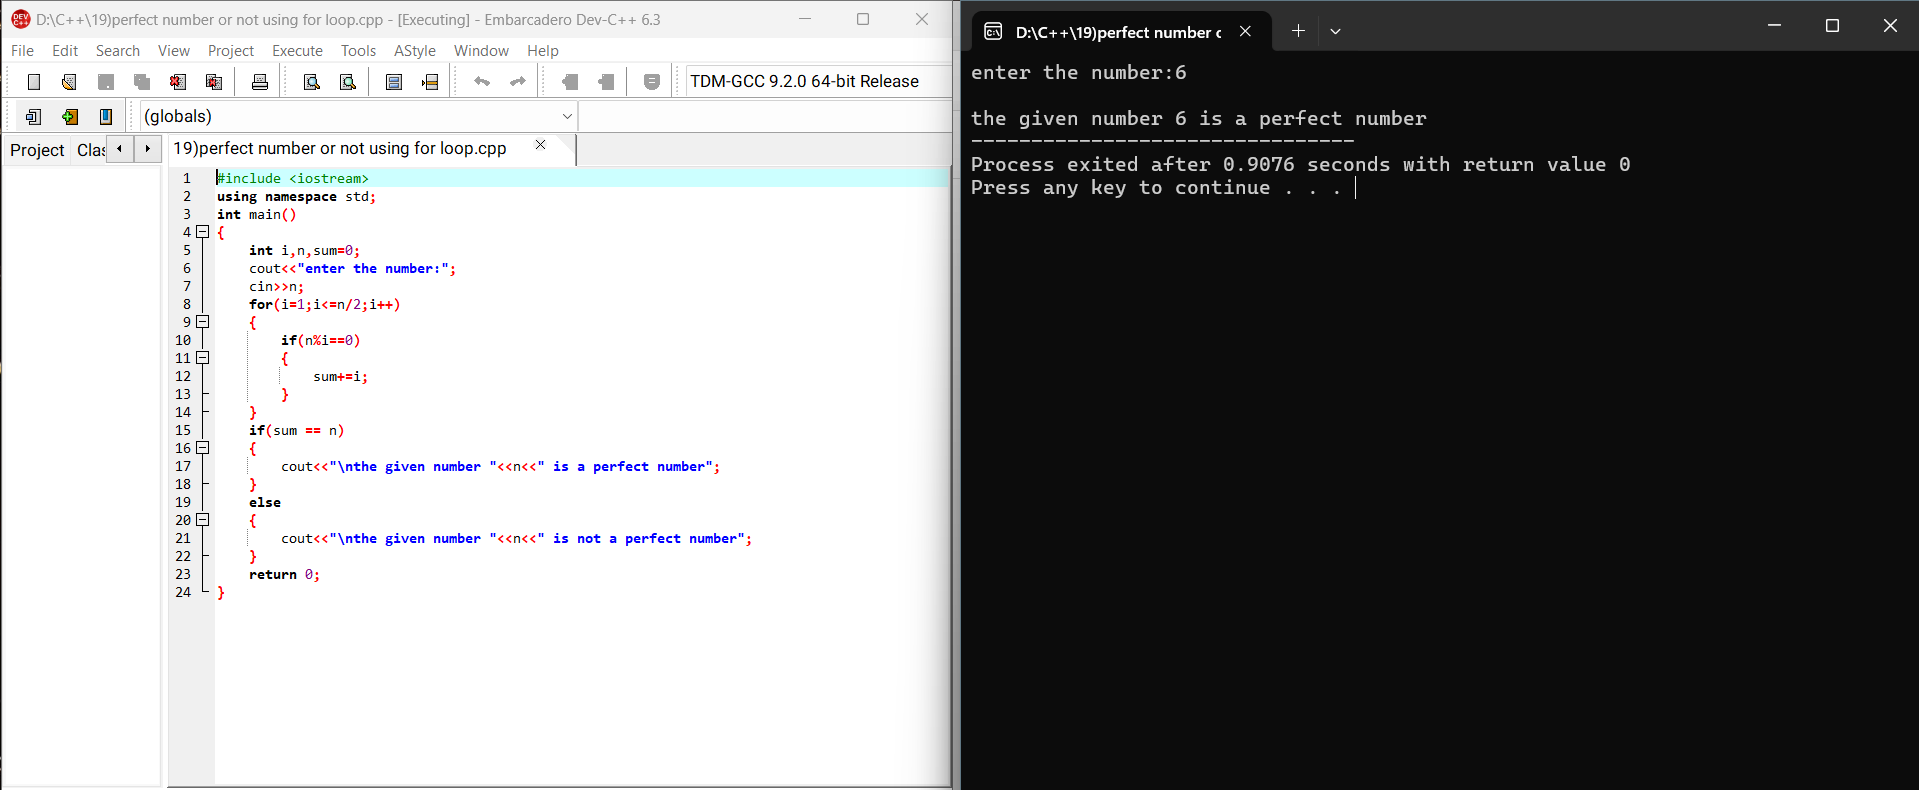 D:\C++\19)perfect number or not using for loop.cpp - [Executing] - Embarcadero Dev-C++ 6.3
File Edit Search View Project Execute Tools AStyle Window Help
TDM-GCC 9.2.0 64-bit Release
(globals)
Project Clas
19)perfect number or not using for loop.cpp
1 #include <iostream>
2 using namespace std;
3 int main()
4 {
5 int i,n,sum=0;
6 cout<<"enter the number:";
7 cin>>n;
8 for(i=1;i<=n/2;i++)
9 {
10 if(n%i==0)
11 {
12 sum+=i;
13 }
14 }
15 if(sum == n)
16 {
17 cout<<"\nthe given number "<<n<<" is a perfect number";
18 }
19 else
20 {
21 cout<<"\nthe given number "<<n<<" is not a perfect number";
22 }
23 return 0;
24 }
D:\C++\19)perfect number c
enter the number:6
the given number 6 is a perfect number
--------------------------------
Process exited after 0.9076 seconds with return value 0
Press any key to continue . . .